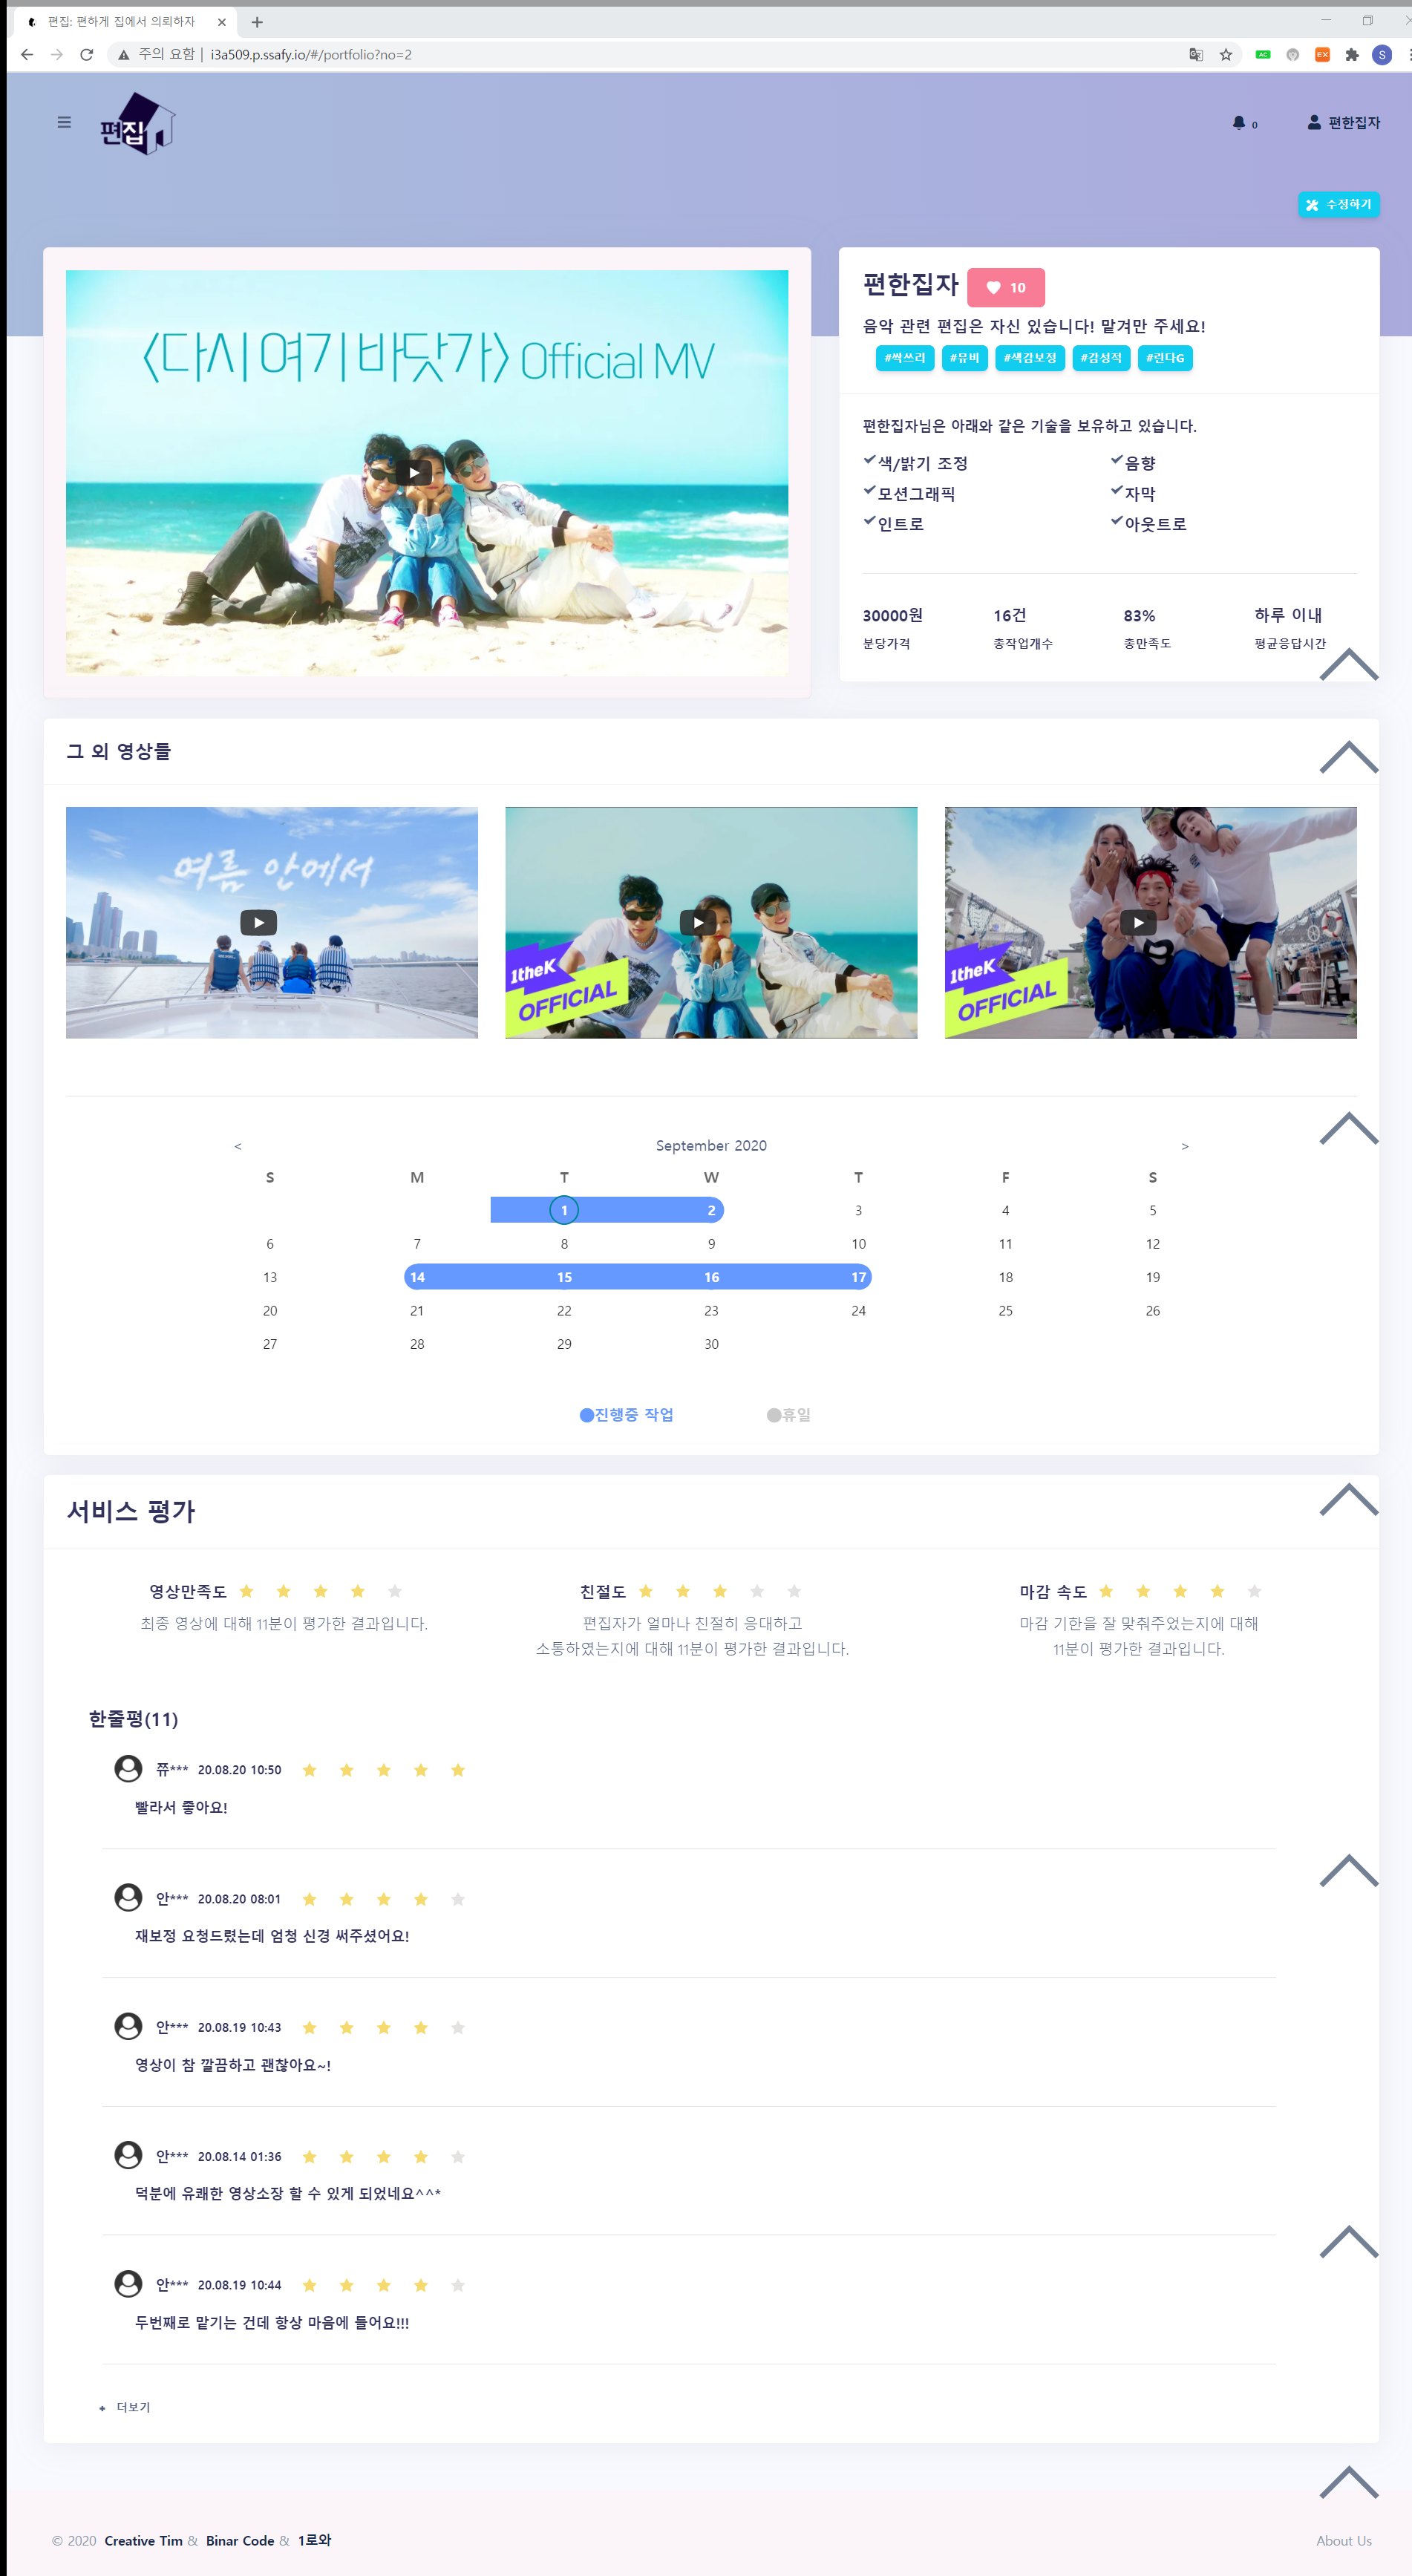 편집: 편하게 집에서 의뢰하자
주의 요함 | i3a509.p.ssafy.io/#/portfolio?no=2
AC
EX
S
편집
0
편한집자
수정하기
〈다시 여기 바닷가〉 Official MV
편한집자 10
음악 관련 편집은 자신 있습니다! 맡겨만 주세요!
#싹쓰리 #뮤비 #색감보정 #감성적 #린다G
편한집자님은 아래와 같은 기술을 보유하고 있습니다.
색/밝기 조정 음향
모션그래픽 자막
인트로 아웃트로
30000원 16건 83% 하루 이내
분당가격 총작업개수 총만족도 평균응답시간
그 외 영상들
여름 안에서
1theK
OFFICIAL
1theK
OFFICIAL
< September 2020 >
S M T W T F S
1 2 3 4 5
6 7 8 9 10 11 12
13 14 15 16 17 18 19
20 21 22 23 24 25 26
27 28 29 30
진행중 작업 휴일
서비스 평가
영상만족도
최종 영상에 대해 11분이 평가한 결과입니다.
친절도
편집자가 얼마나 친절히 응대하고
소통하였는지에 대해 11분이 평가한 결과입니다.
마감 속도
마감 기한을 잘 맞춰주었는지에 대해
11분이 평가한 결과입니다.
한줄평(11)
쮸*** 20.08.20 10:50
빨라서 좋아요!
안*** 20.08.20 08:01
재보정 요청드렸는데 엄청 신경 써주셨어요!
안*** 20.08.19 10:43
영상이 참 깔끔하고 괜찮아요~!
안*** 20.08.14 01:36
덕분에 유쾌한 영상소장 할 수 있게 되었네요^^*
안*** 20.08.19 10:44
두번째로 맡기는 건데 항상 마음에 들어요!!!
+ 더보기
© 2020 Creative Tim & Binar Code & 1로와
About Us